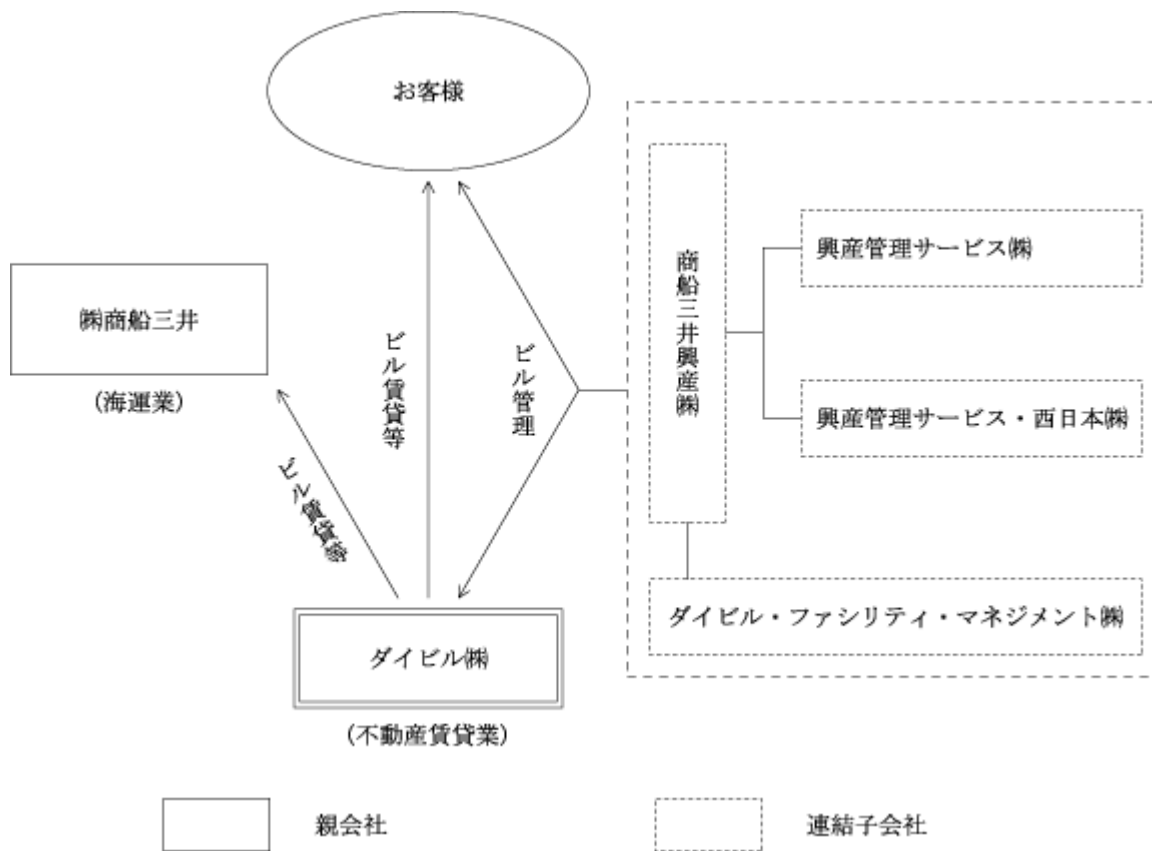 お客様
㈱商船三井
(海運業)
ビル賃貸等
ビル賃貸等
ビル管理
商船三井興産㈱
興産管理サービス㈱
興産管理サービス・西日本㈱
ダイビル・ファシリティ・マネジメント㈱
ダイビル㈱
(不動産賃貸業)
親会社
連結子会社